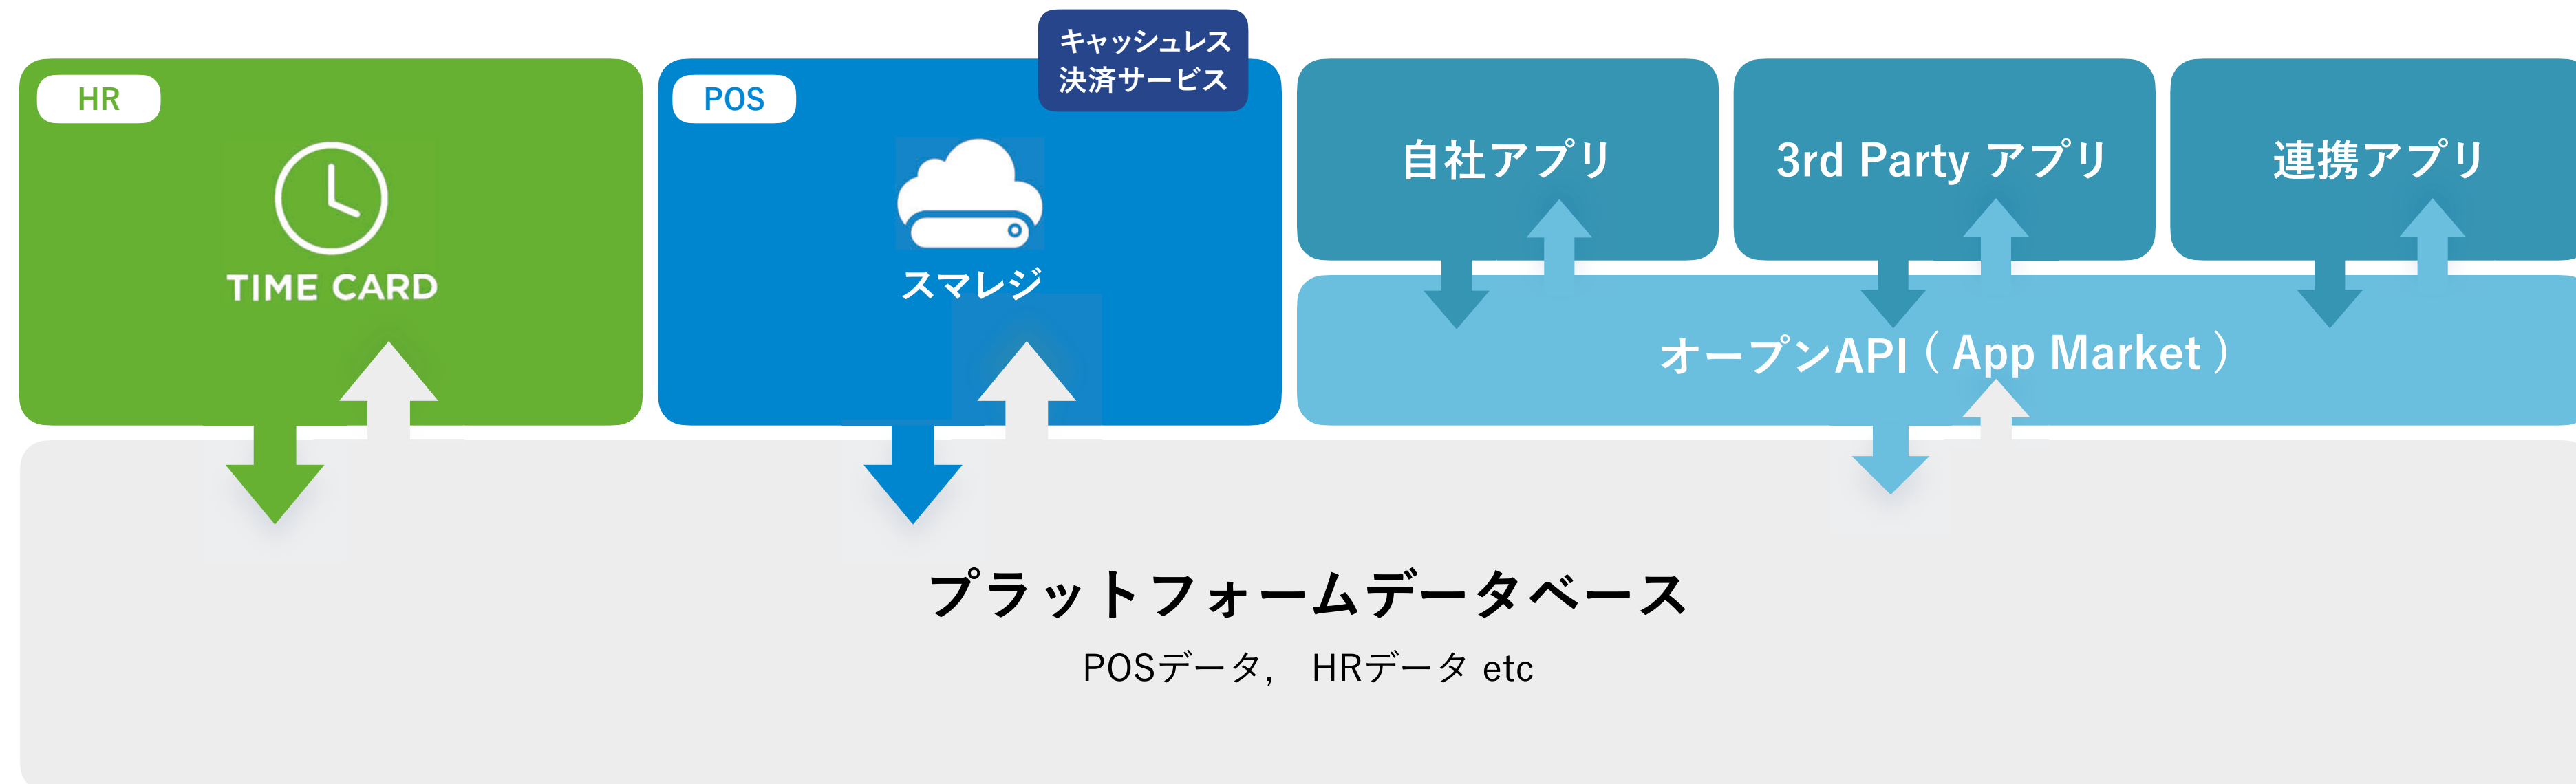 キャッシュレス
決済サービス
HR
TIME CARD
POS
スマレジ
自社アプリ
3rd Party アプリ
連携アプリ
オープンAPI（ App Market ）
プラットフォームデータベース
POSデータ,　HRデータ etc